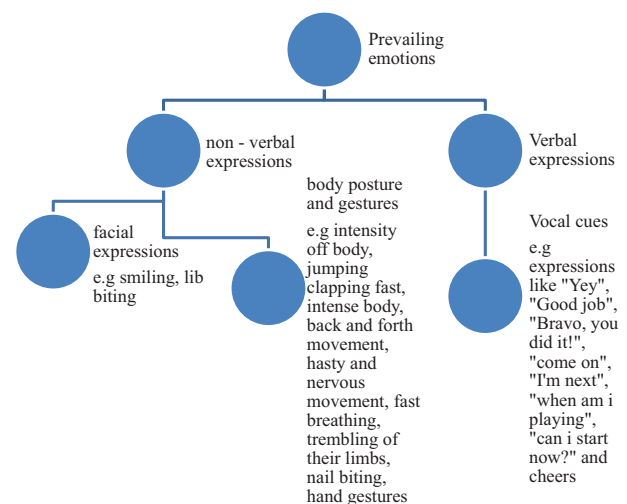 Prevailing
emotions
non - verbal
expressions
Verbal
expressions
facial
expressions
e.g smiling, lib
biting
body posture
and gestures
e.g intensity
off body,
jumping
clapping fast,
intense body,
back and forth
movement,
hasty and
nervous
movement, fast
breathing,
trembling of
their limbs,
nail biting,
hand gestures
Vocal cues
e.g
expressions
like "Yey",
"Good job",
"Bravo, you
did it!",
"come on",
"I'm next",
"when am i
playing",
"can i start
now?" and
cheers